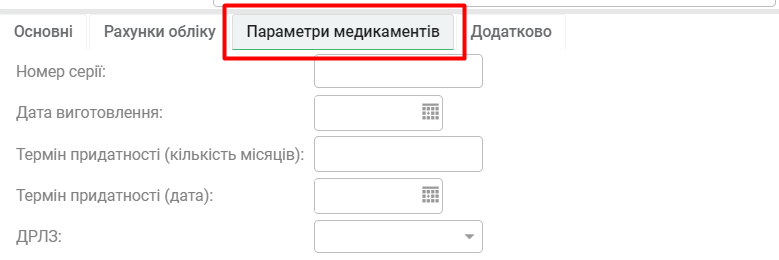 Основні Рахунки обліку Параметри медикаментів Додатково
Номер серії:
Дата виготовлення:
Термін придатності (кількість місяців):
Термін придатності (дата):
ДРЛЗ: